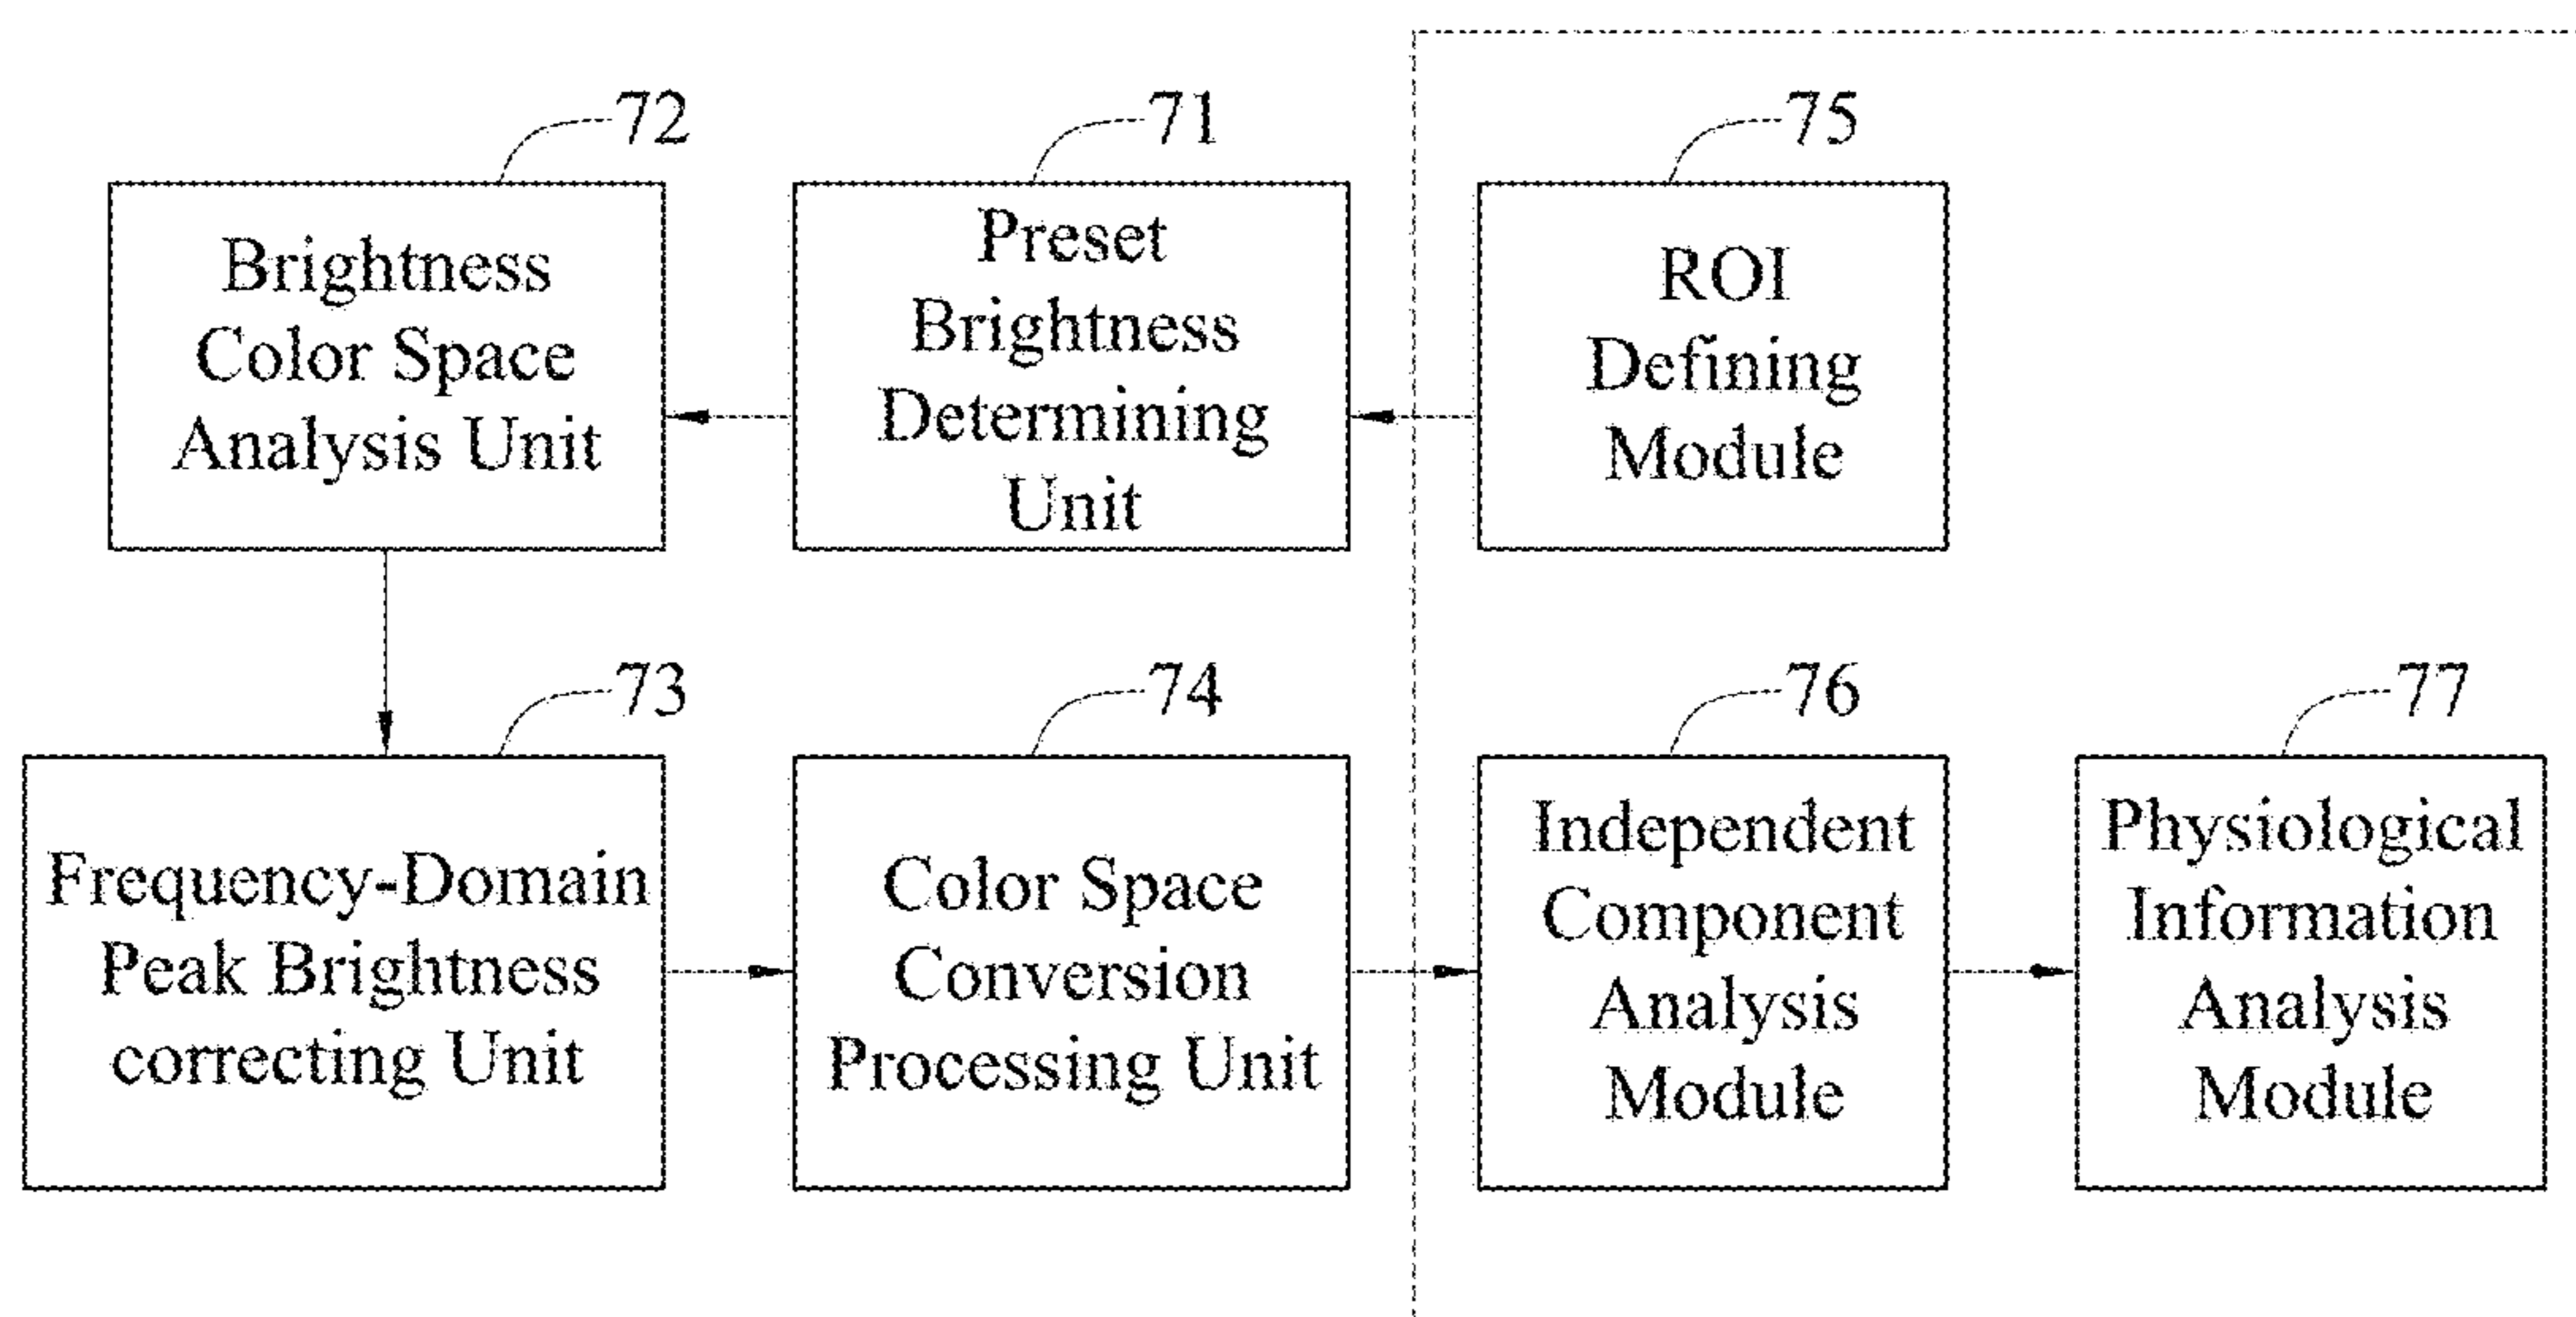 72
71
75
Brightness
Color Space
Analysis Unit
Preset
Brightness
Determining
Unit
ROI
Defining
Module
73
74
76
77
Frequency-Domain
Peak Brightness
correcting Unit
Color Space
Conversion
Processing Unit
Independent
Component
Analysis
Module
Physiological
Information
Analysis
Module